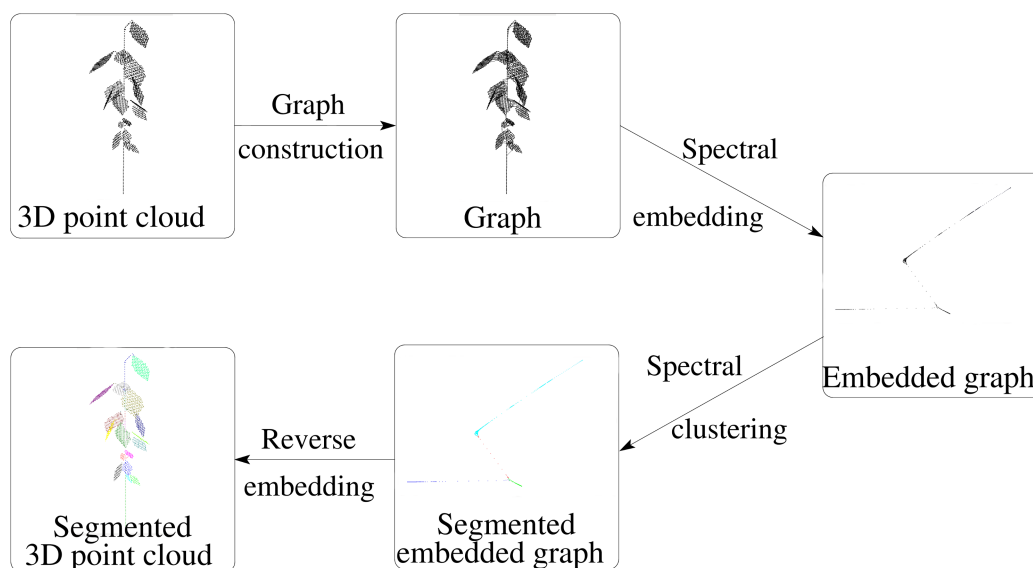 Graph
construction
3D point cloud
Graph
Spectral
embedding
Embedded graph
Spectral
clustering
Segmented
embedded graph
Reverse
embedding
Segmented
3D point cloud